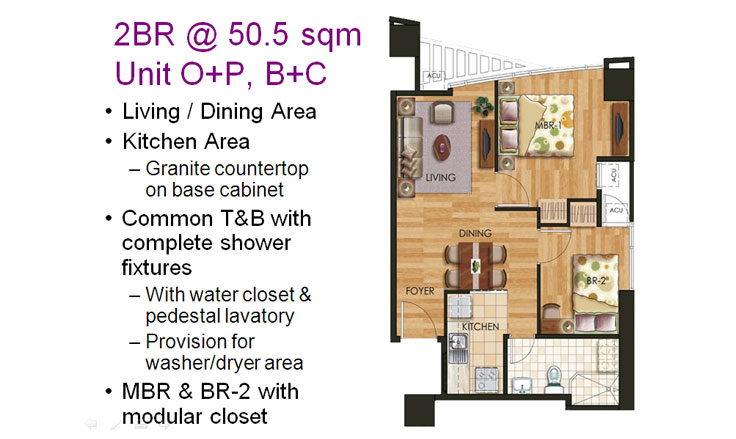 2BR @ 50.5 sqm
Unit O+P, B+C
• Living / Dining Area
• Kitchen Area
– Granite countertop
on base cabinet
• Common T&B with
complete shower
fixtures
– With water closet &
pedestal lavatory
– Provision for
washer/dryer area
• MBR & BR-2 with
modular closet
ACU
MBR-1
LIVING
ACU
ACU
DINING
BR-2
FOYER
KITCHEN